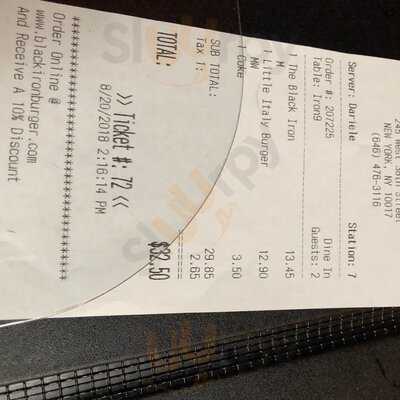 245 West 38th Street
NEW YORK, NY 10017
(646) 476-3116
Server: Dariele
Station: 7
Order #: 207225
Dine In
Table: Iron9
Guests: 2
1 The Black Iron
13.45
M
1 Little Italy Burger
12.90
MW
1 Coke
3.50
SUB TOTAL:
29.85
Tax 1:
2.65
TOTAL:
$32.50
>> Ticket #: 72 <<
8/20/2018 2:16:14 PM
Order Online @
www.blackironburger.com
And Receive A 10% Discount